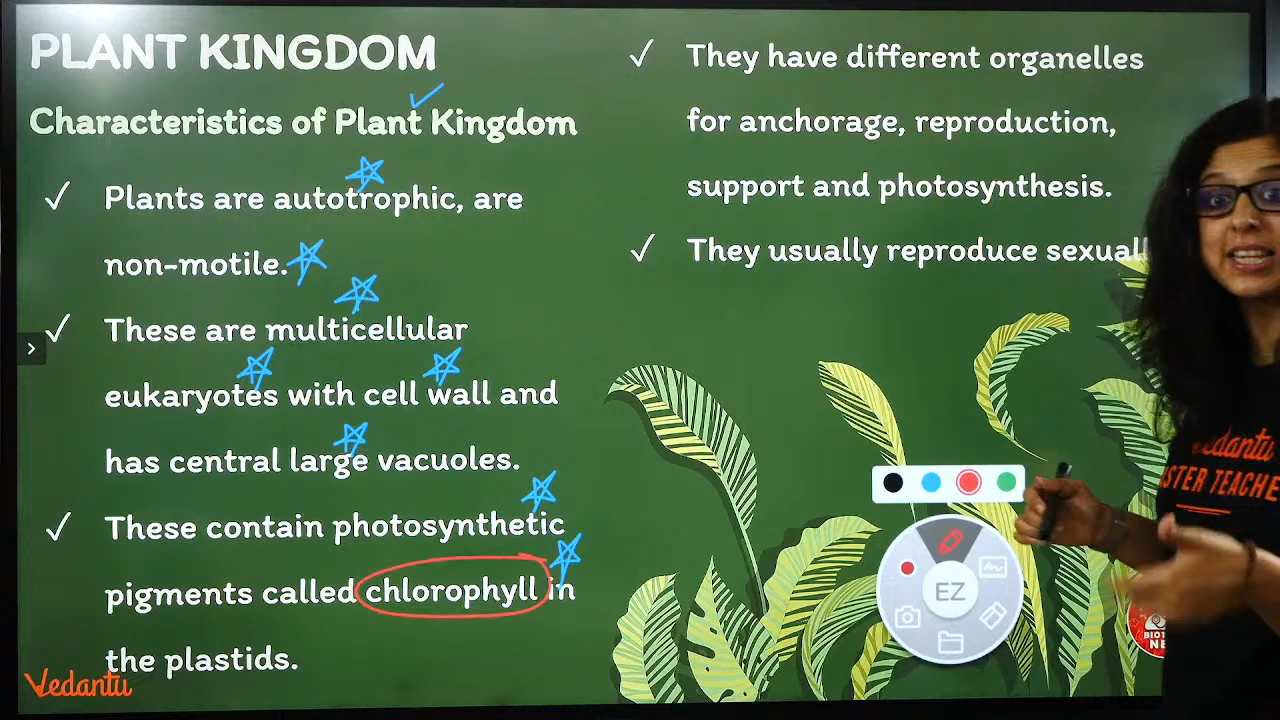 PLANT KINGDOM
Characteristics of Plant Kingdom
Plants are autotrophic, are
non-motile.
These are multicellular
eukaryotes with cell wall and
has central large vacuoles.
These contain photosynthetic
pigments called chlorophyll in
the plastids.
They have different organelles
for anchorage, reproduction,
support and photosynthesis.
They usually reproduce
EZ
Vedantu
Vedantu